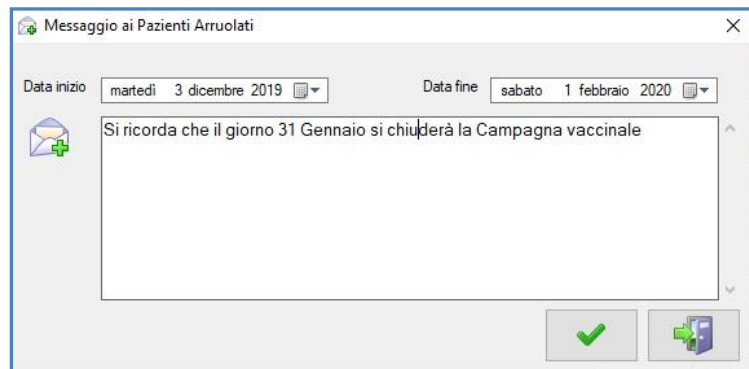 Messaggio ai Pazienti Arruolati
Data inizio martedì 3 dicembre 2019 Data fine sabato 1 febbraio 2020
Si ricorda che il giorno 31 Gennaio si chiuderà la Campagna vaccinale